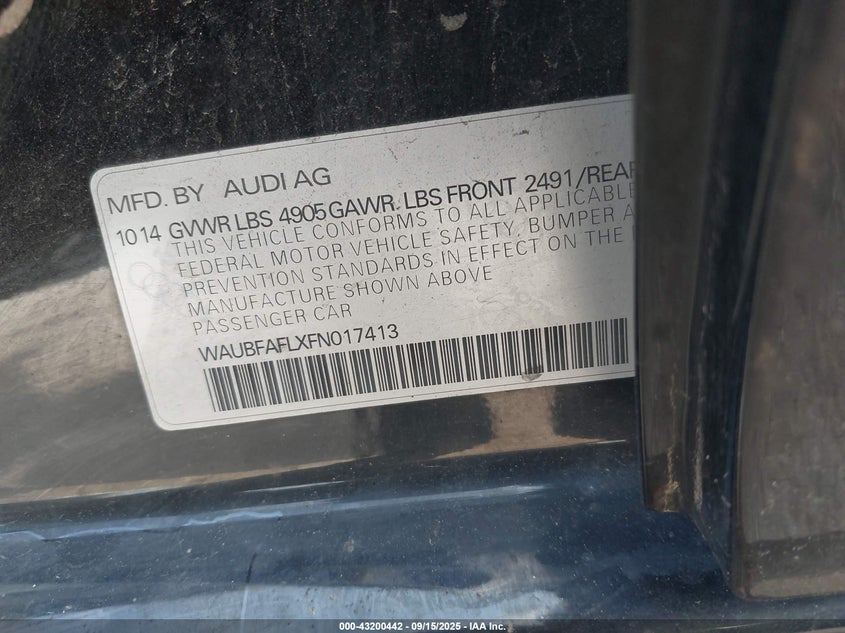 MFD. BY AUDI AG
10 14 GVWR LBS 4905 GAWR. LBS FRONT 2491/REAR
THIS VEHICLE CONFORMS TO ALL APPLICABLE
FEDERAL MOTOR VEHICLE SAFETY, BUMPER A
PREVENTION STANDARDS IN EFFECT ON THE
MANUFACTURE SHOWN ABOVE
PASSENGER CAR
WAUBFAFLXFN017413
000-43200442 - 09/15/2025 - IAA Inc.